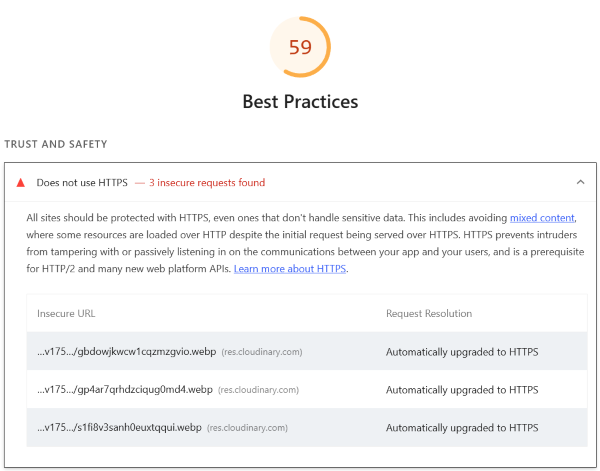 59
Best Practices
TRUST AND SAFETY
Does not use HTTPS — 3 insecure requests found
All sites should be protected with HTTPS, even ones that don't handle sensitive data. This includes avoiding mixed content,
where some resources are loaded over HTTP despite the initial request being served over HTTPS. HTTPS prevents intruders
from tampering with or passively listening in on the communications between your app and your users, and is a prerequisite
for HTTP/2 and many new web platform APIs. Learn more about HTTPS.
Insecure URL Request Resolution
...v175.../gbdowjkwcw1cqzmzgvio.webp (res.cloudinary.com) Automatically upgraded to HTTPS
...v175.../gp4ar7qrhdzciqug0md4.webp (res.cloudinary.com) Automatically upgraded to HTTPS
...v175.../s1fi8v3sanh0euxtqqui.webp (res.cloudinary.com) Automatically upgraded to HTTPS